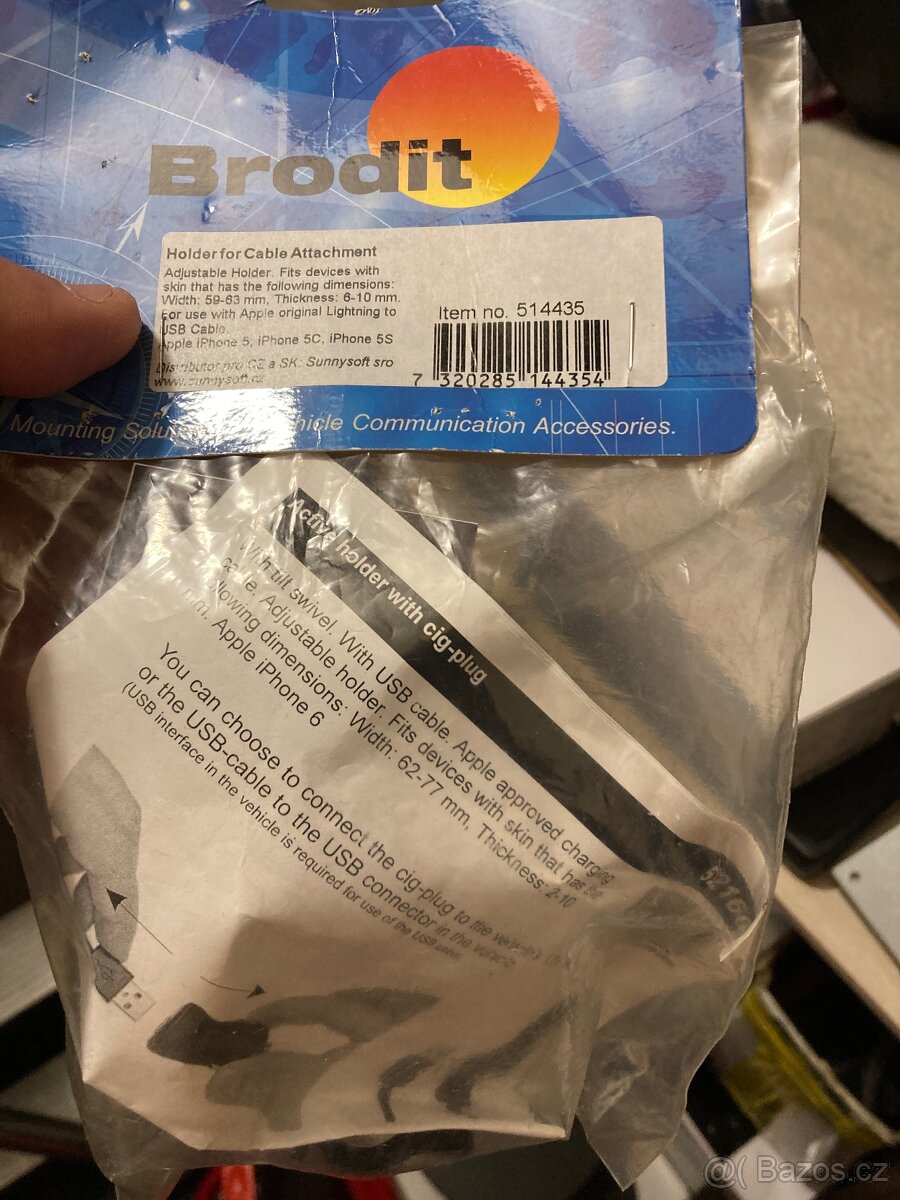 Brodit
Holder for Cable Attachment
Adjustable Holder. Fits devices with
skin that has the following dimensions:
Width: 59-63 mm, Thickness: 6-10 mm.
For use with Apple original Lightning to
USB Cable
Apple iPhone 5, iPhone 5C, iPhone 5S
Distributor pro CZ a SK: Sunnysoft sro
www.sunnysoft.cz
Item no. 514435
7 320285 144354
Mounting Vehicle Communication Accessories.
Active holder with cig-plug
With tilt swivel. With USB cable. Apple approved charging
cable. Adjustable holder. Fits devices with skin that has the
following dimensions: Width: 62-77 mm, Thickness: 2-10
mm. Apple iPhone 6
You can choose to connect the cig-plug to the vehicle's
or the USB-cable to the USB connector in the vehicle
(USB interface in the vehicle is required for use of the USB cable.
@( Bazos.cz